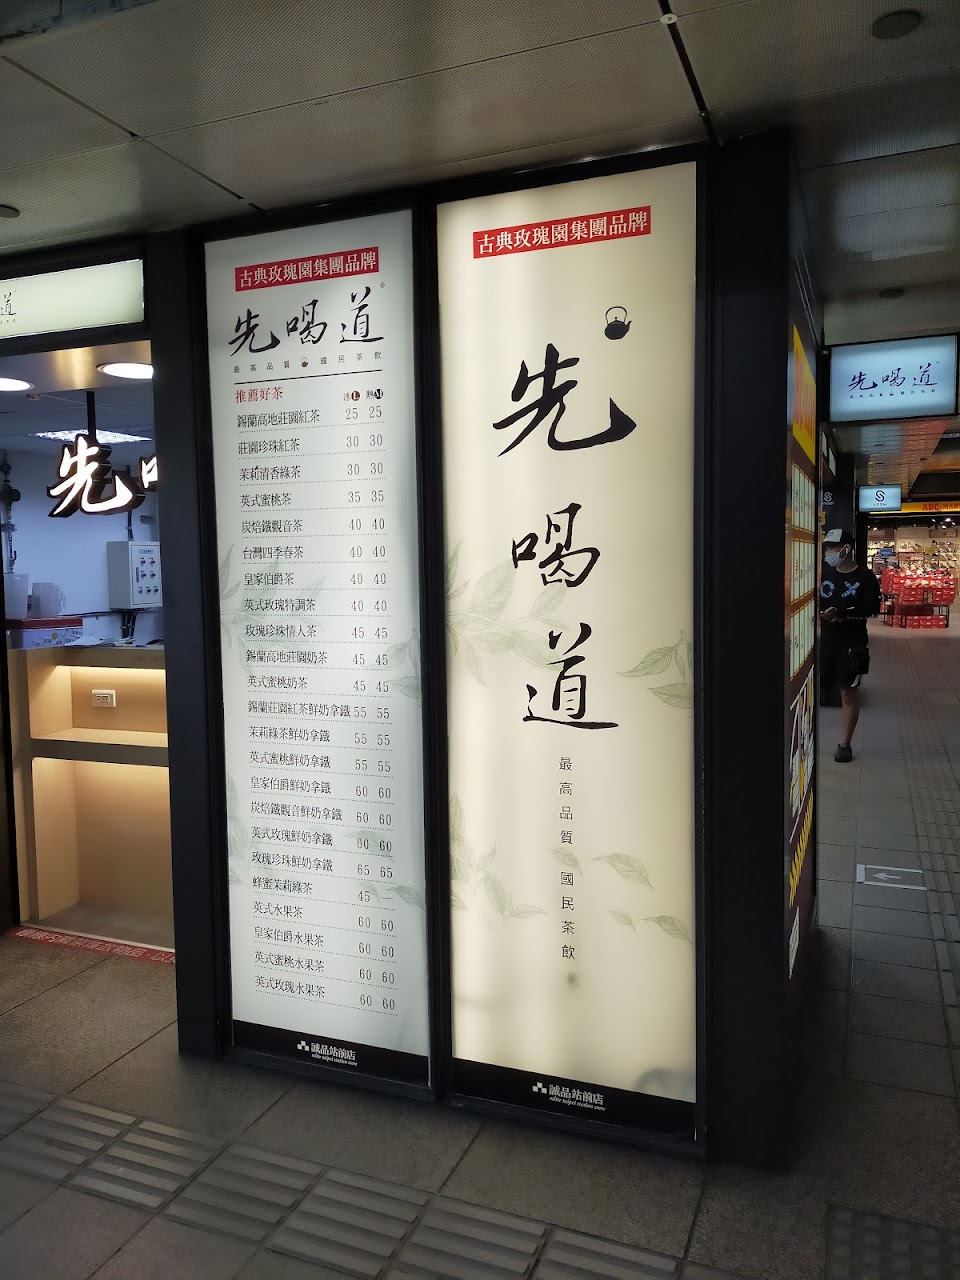 古典玫瑰園集團品牌
先喝道®
最高品質 國民茶飲
推薦好茶 冰L 熱M
錫蘭高地莊園紅茶 25 25
莊園珍珠紅茶 30 30
茉莉清香綠茶 30 30
英式蜜桃茶 35 35
炭焙鐵觀音茶 40 40
台灣四季春茶 40 40
皇家伯爵茶 40 40
英式玫瑰特調茶 40 40
玫瑰珍珠情人茶 45 45
錫蘭高地莊園奶茶 45 45
英式蜜桃奶茶 45 45
錫蘭莊園紅茶鮮奶拿鐵 55 55
茉莉綠茶鮮奶拿鐵 55 55
英式蜜桃鮮奶拿鐵 55 55
皇家伯爵鮮奶拿鐵 60 60
炭焙鐵觀音鮮奶拿鐵 60 60
英式玫瑰鮮奶拿鐵 60 60
玫瑰珍珠鮮奶拿鐵 65 65
蜂蜜茉莉綠茶 45 —
英式水果茶 60 60
皇家伯爵水果茶 60 60
英式蜜桃水果茶 60 60
英式玫瑰水果茶 60 60
誠品站前店
eslite taipei station store
古典玫瑰園集團品牌
先喝道
最高品質 國民茶飲
誠品站前店
eslite taipei station store
道
先喝
先喝道
ABC-MAR